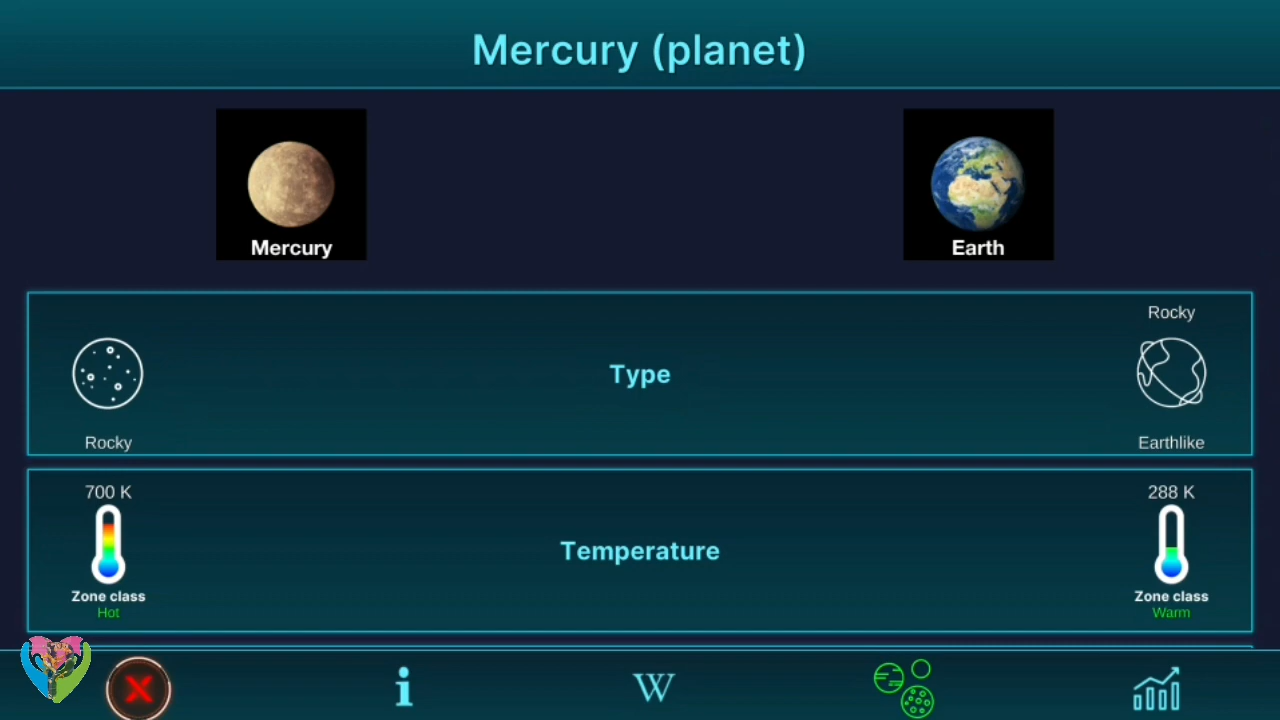 Mercury (planet)
Mercury
Earth
Rocky
Type
Rocky
Earthlike
700 K
288 K
Temperature
Zone class
Zone class
Hot
Warm
i
W